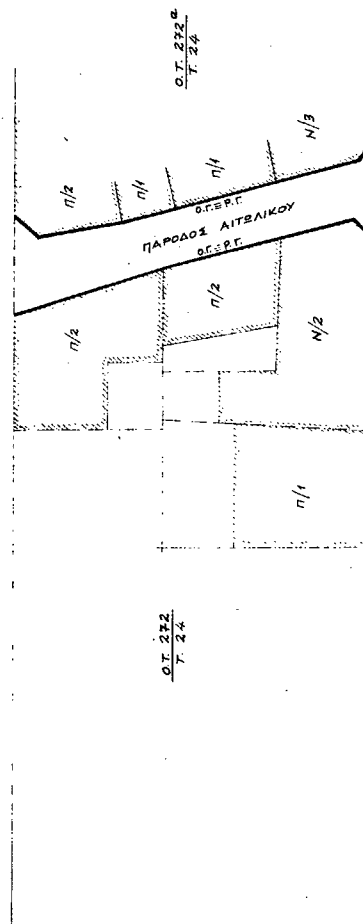 Ο.Τ. 272α
Τ. 24
Π/2
Π/1
Π/1
Ν/3
Ο.Γ.≡Ρ.Γ.
ΠΑΡΟΔΟΣ ΑΙΤΩΛΙΚΟΥ
Ο.Γ.≡Ρ.Γ.
Π/2
Π/2
Ν/2
Π/1
Ο.Τ. 272
Τ. 24